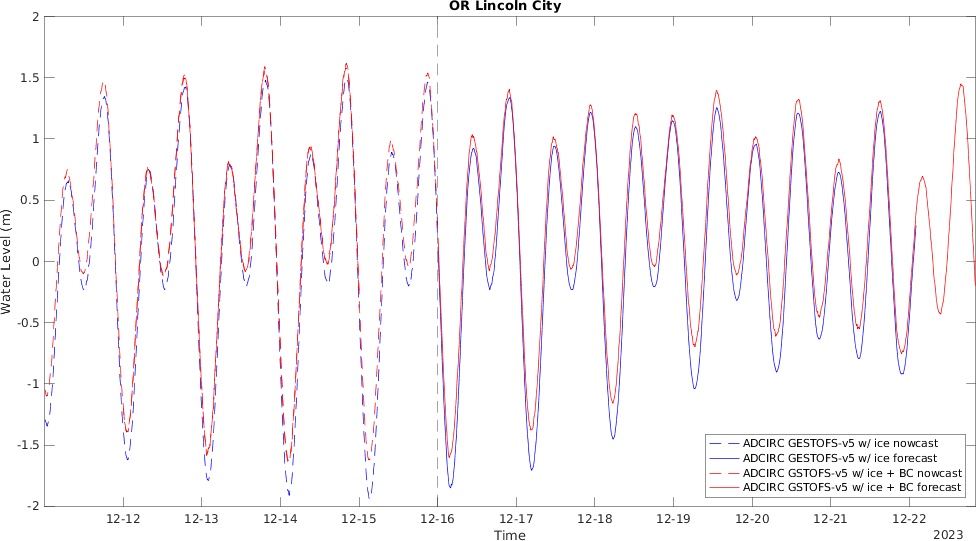 OR Lincoln City
2
1.5
1
0.5
0
-0.5
-1
-1.5
-2
Water Level (m)
ADCIRC GESTOFS-v5 w/ ice nowcast
ADCIRC GESTOFS-v5 w/ ice forecast
ADCIRC GSTOFS-v5 w/ ice + BC nowcast
ADCIRC GSTOFS-v5 w/ ice + BC forecast
12-12 12-13 12-14 12-15 12-16 12-17 12-18 12-19 12-20 12-21 12-22
Time
2023